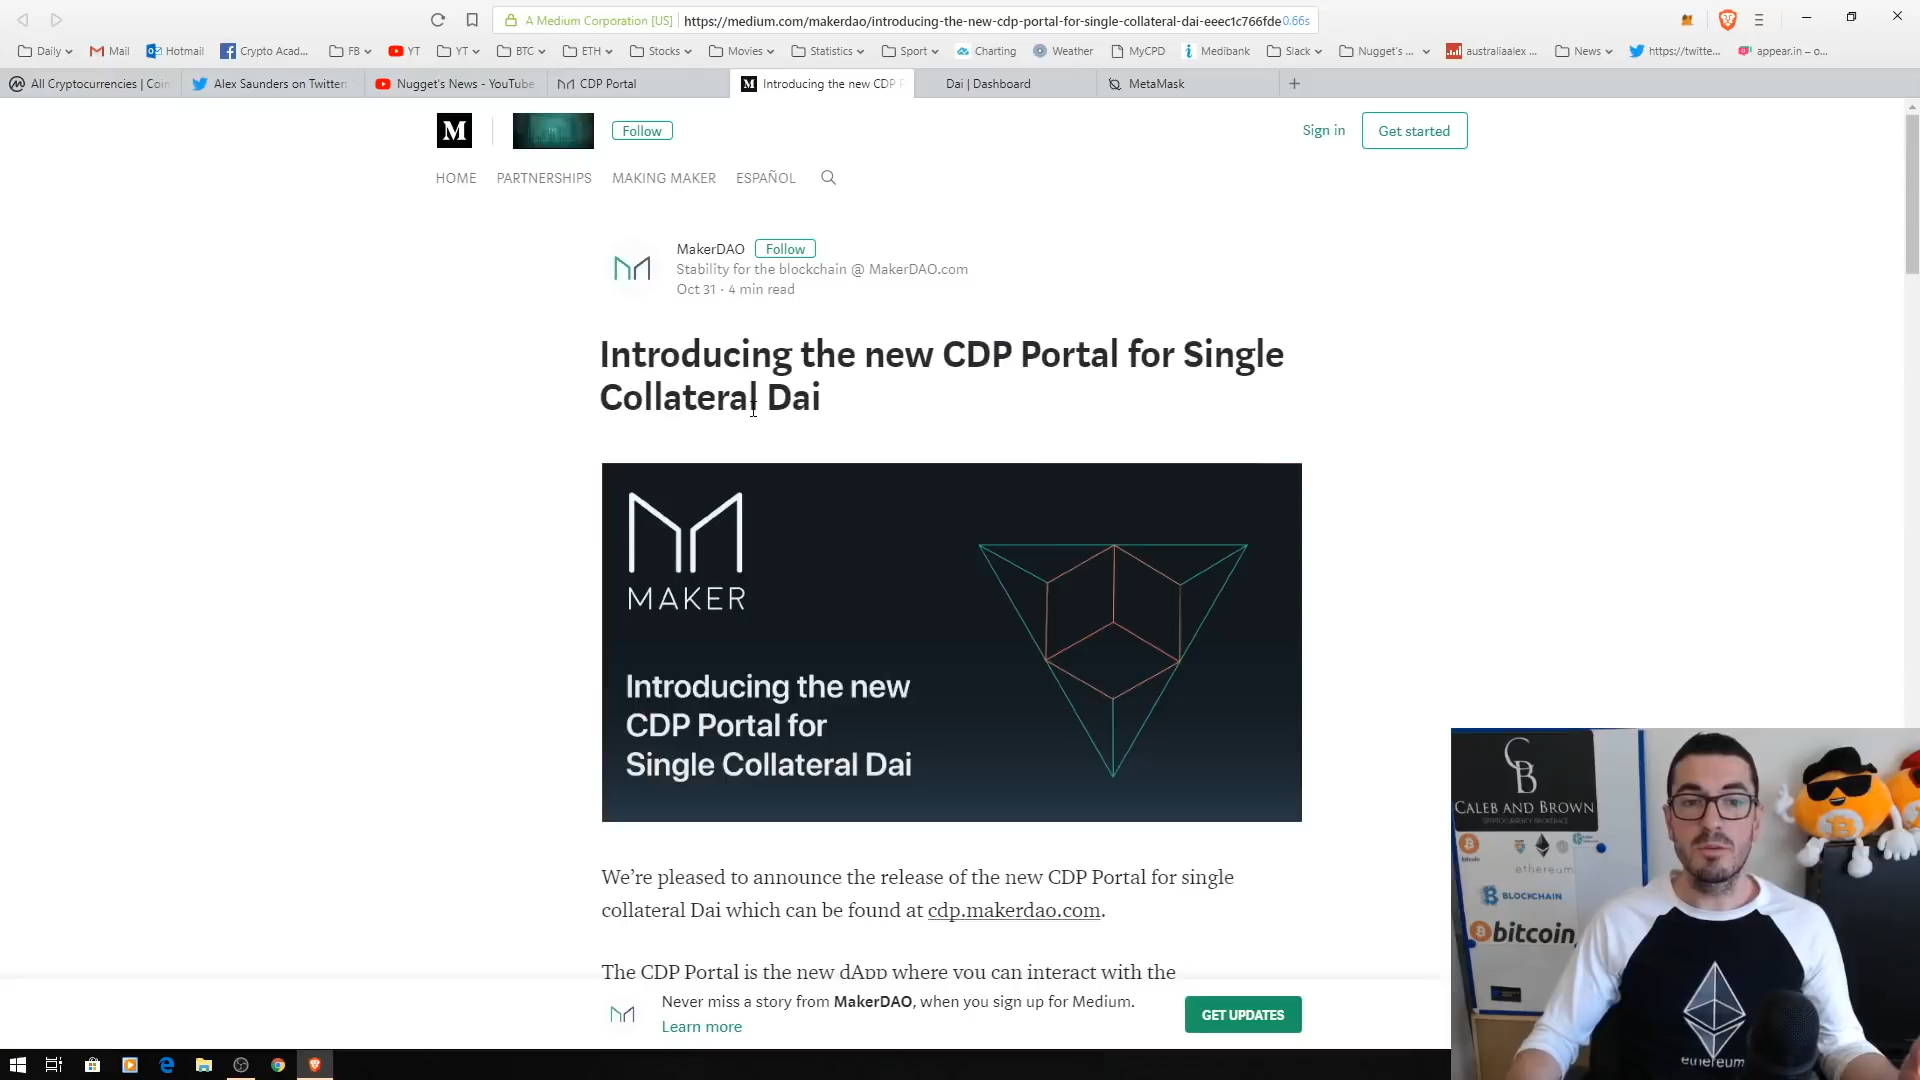 A Medium Corporation [US]
https://medium.com/makerdao/introducing-the-new-cdp-portal-for-single-collateral-dai-eeec1c766fde
0.66s
Daily
Mail
Hotmail
Crypto Acad...
FB
YT
YT
BTC
ETH
Stocks
Movies
Statistics
Sport
Charting
Weather
MyCPD
Medibank
Slack
Nugget's ...
australiaalex ...
News
https://twitte...
appear.in – o...
All Cryptocurrencies | Coin
Alex Saunders on Twitter:
Nugget's News - YouTube
CDP Portal
Introducing the new CDP P
Dai | Dashboard
MetaMask
M
Follow
Sign in
Get started
HOME
PARTNERSHIPS
MAKING MAKER
ESPAÑOL
MakerDAO
Follow
Stability for the blockchain @ MakerDAO.com
Oct 31 · 4 min read
Introducing the new CDP Portal for Single
Collateral Dai
MAKER
Introducing the new
CDP Portal for
Single Collateral Dai
We're pleased to announce the release of the new CDP Portal for single
collateral Dai which can be found at cdp.makerdao.com.
The CDP Portal is the new dApp where you can interact with the
Never miss a story from MakerDAO, when you sign up for Medium.
Learn more
GET UPDATES
CB
CALEB AND BROWN
CRYPTOCURRENCY BROKERAGE
bitcoin
ethereum
BLOCKCHAIN
bitcoin
ethereum